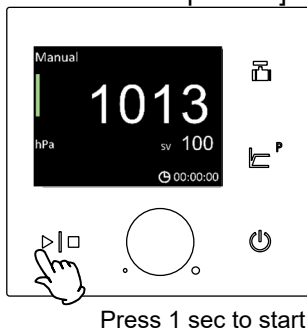 Manual
1013
hPa
sv 100
00:00:00
P
Press 1 sec to start